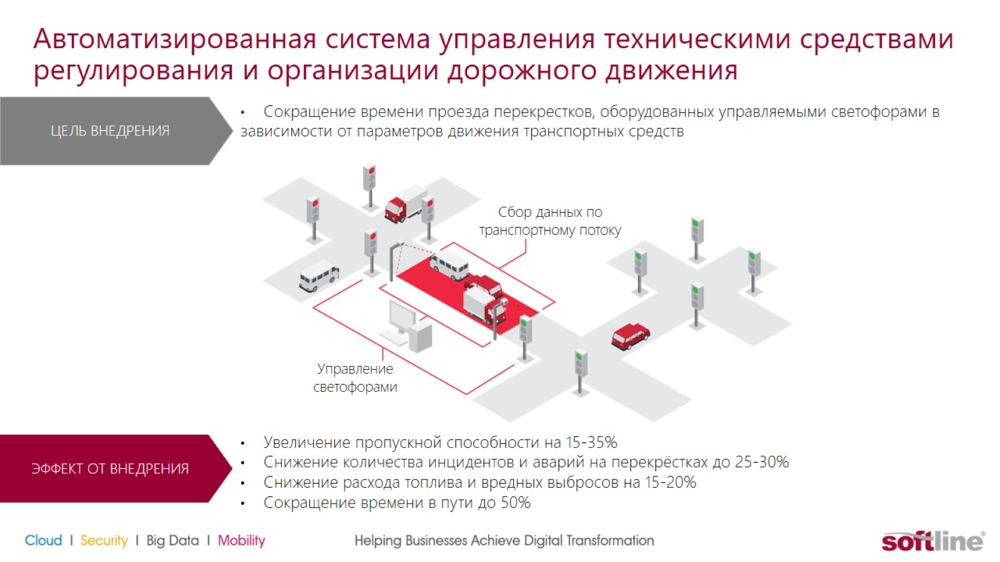 Автоматизированная система управления техническими средствами
регулирования и организации дорожного движения
ЦЕЛЬ ВНЕДРЕНИЯ
• Сокращение времени проезда перекрестков, оборудованных управляемыми светофорами в
зависимости от параметров движения транспортных средств
Сбор данных по
транспортному потоку
Управление
светофорами
ЭФФЕКТ ОТ ВНЕДРЕНИЯ
• Увеличение пропускной способности на 15-35%
• Снижение количества инцидентов и аварий на перекрёстках до 25-30%
• Снижение расхода топлива и вредных выбросов на 15-20%
• Сокращение времени в пути до 50%
Cloud | Security | Big Data | Mobility
Helping Businesses Achieve Digital Transformation
softline®